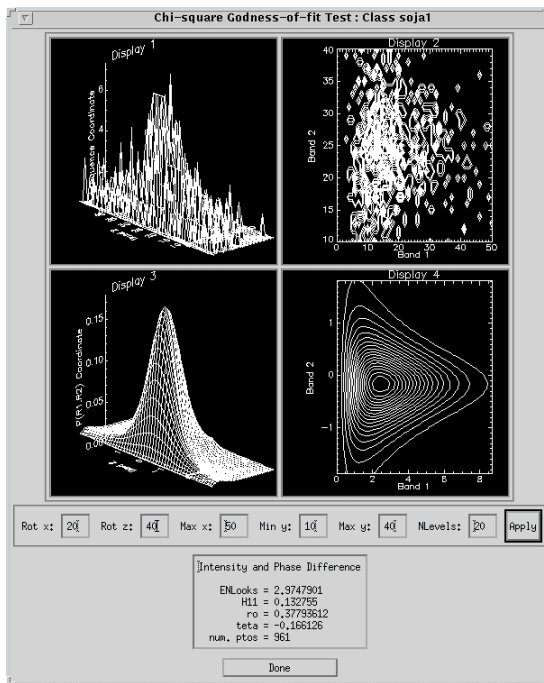 Chi-square Godness-of-fit Test : Class soja1
Display 1
6
4
2
Coordinate
Display 2
40
35
30
25
20
15
10
Band 2
0 10 20 30 40 50
Band 1
Display 3
0.15
0.10
0.05
0.00
P(R1,R2) Coordinate
Display 4
1
0
-1
Band 2
0 2 4 6 8
Band 1
Rot x: 20 Rot z: 40 Max x: 50 Min y: 10 Max y: 40 NLevels: 20 Apply
Intensity and Phase Difference
ENLooks = 2.9747901
H11 = 0.132755
ro = 0.37793612
teta = -0.166126
num. ptos = 961
Done